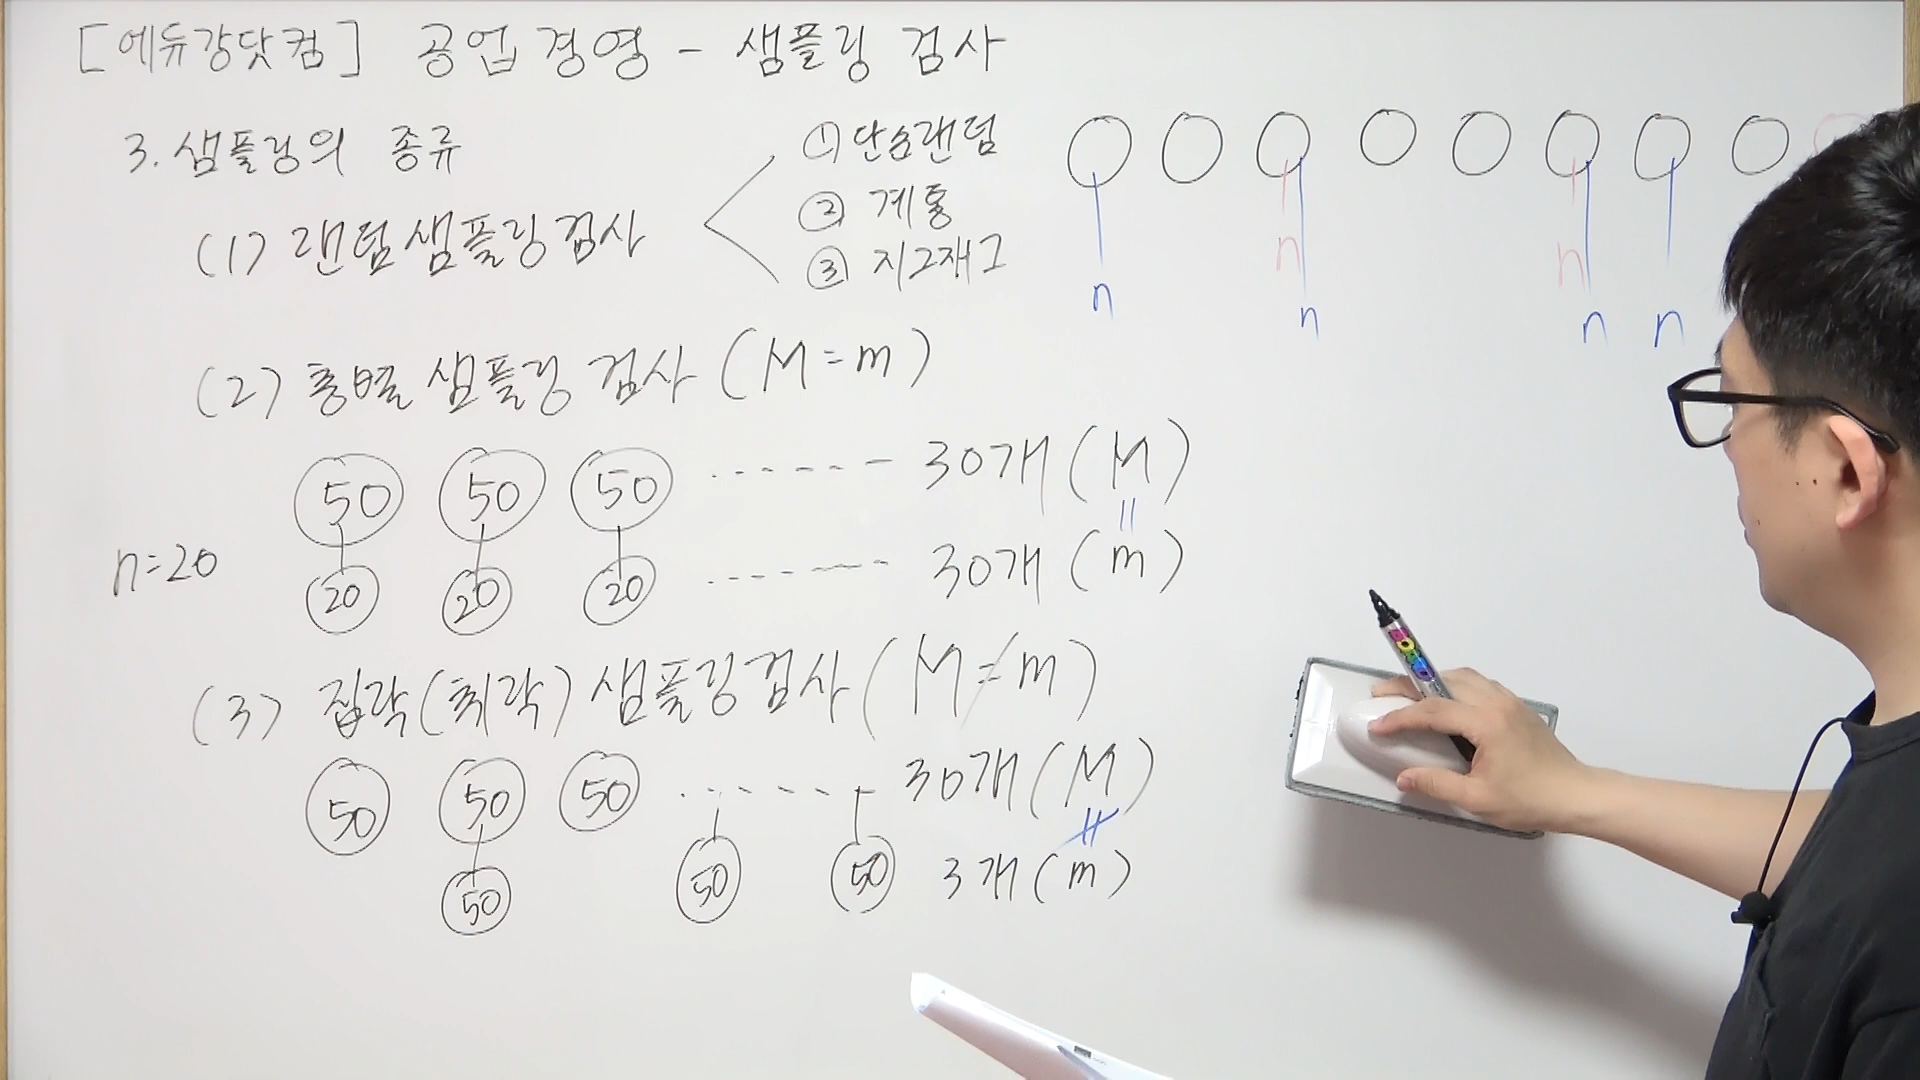 [에듀강닷컴] 공업경영 - 샘플링 검사
3. 샘플링의 종류
(1) 랜덤샘플링검사
① 단순랜덤
② 계통
③ 지그재그
n n
n n n n
(2) 층별 샘플링 검사 (M=m)
50 50 50 ------- 30개 (M)
=
n=20
20 20 20 ------- 30개 (m)
(3) 집락(취락) 샘플링검사 (M≠m)
50 50 50 ------ 30개 (M)
≠
50 50 50 3개 (m)